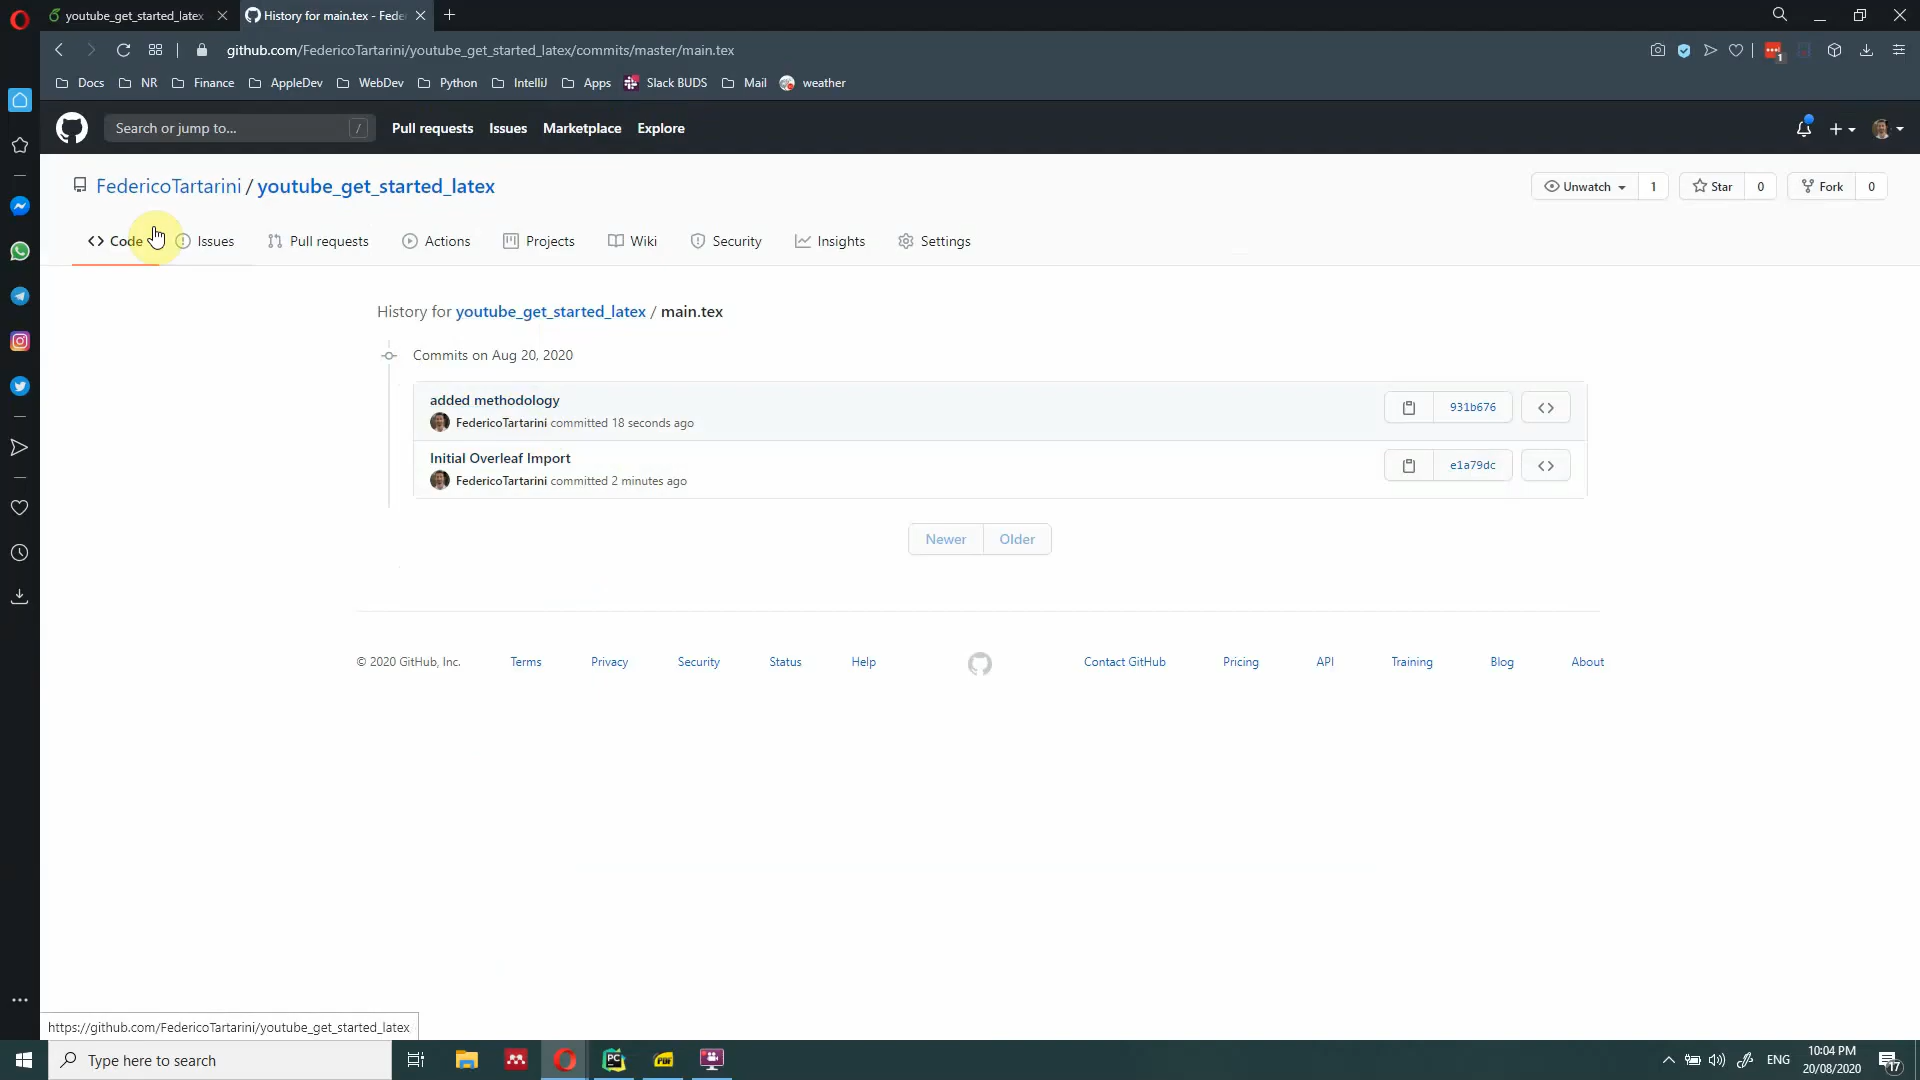 youtube_get_started_latex
History for main.tex - Fede
github.com/FedericoTartarini/youtube_get_started_latex/commits/master/main.tex
1
Docs NR Finance AppleDev WebDev Python IntelliJ Apps Slack BUDS Mail weather
Search or jump to... /
Pull requests Issues Marketplace Explore
FedericoTartarini / youtube_get_started_latex
Unwatch 1 Star 0 Fork 0
Code Issues Pull requests Actions Projects Wiki Security Insights Settings
History for youtube_get_started_latex / main.tex
Commits on Aug 20, 2020
added methodology
FedericoTartarini committed 18 seconds ago
931b676
Initial Overleaf Import
FedericoTartarini committed 2 minutes ago
e1a79dc
Newer Older
© 2020 GitHub, Inc. Terms Privacy Security Status Help Contact GitHub Pricing API Training Blog About
https://github.com/FedericoTartarini/youtube_get_started_latex
Type here to search
PC
PDF
ENG
10:04 PM
20/08/2020
17